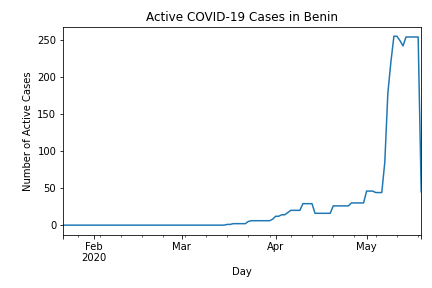 Active COVID-19 Cases in Benin
Number of Active Cases
250
200
150
100
50
0
Feb
2020
Mar
Apr
May
Day